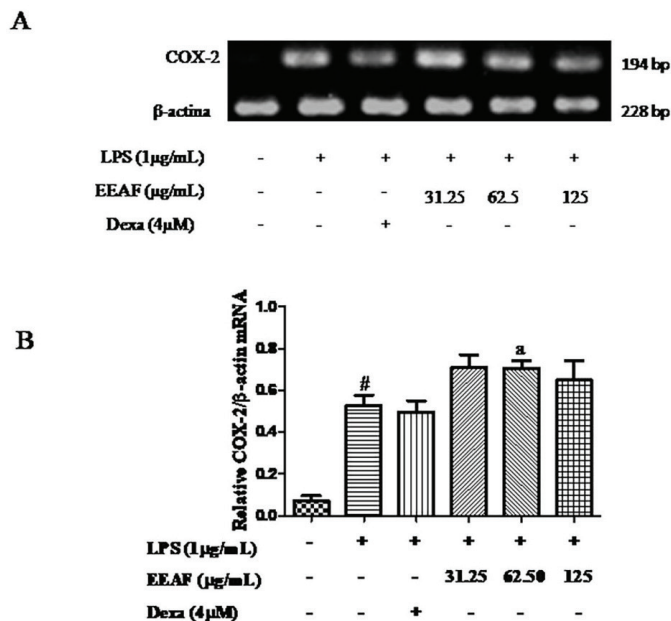 A
COX-2
194 bp
β-actina
228 bp
LPS (1µg/mL) - + + + + +
EEAF (µg/mL) - - - 31.25 62.5 125
Dexa (4µM) - - + - - -
B
Relative COX-2/β-actin mRNA
1.0
0.8
0.6
0.4
0.2
0.0
#
a
LPS (1µg/mL) - + + + + +
EEAF (µg/mL) - - - 31.25 62.50 125
Dexa (4µM) - - + - - -